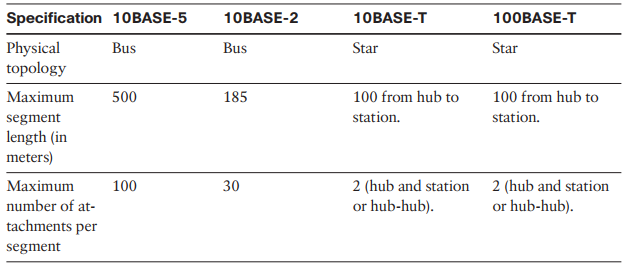 Specification 10BASE-5 10BASE-2 10BASE-T 100BASE-T
Physical Bus Bus Star Star
topology
Maximum 500 185 100 from hub to 100 from hub to
segment station. station.
length (in
meters)
Maximum 100 30 2 (hub and station 2 (hub and station
number of at- or hub-hub). or hub-hub).
tachments per
segment